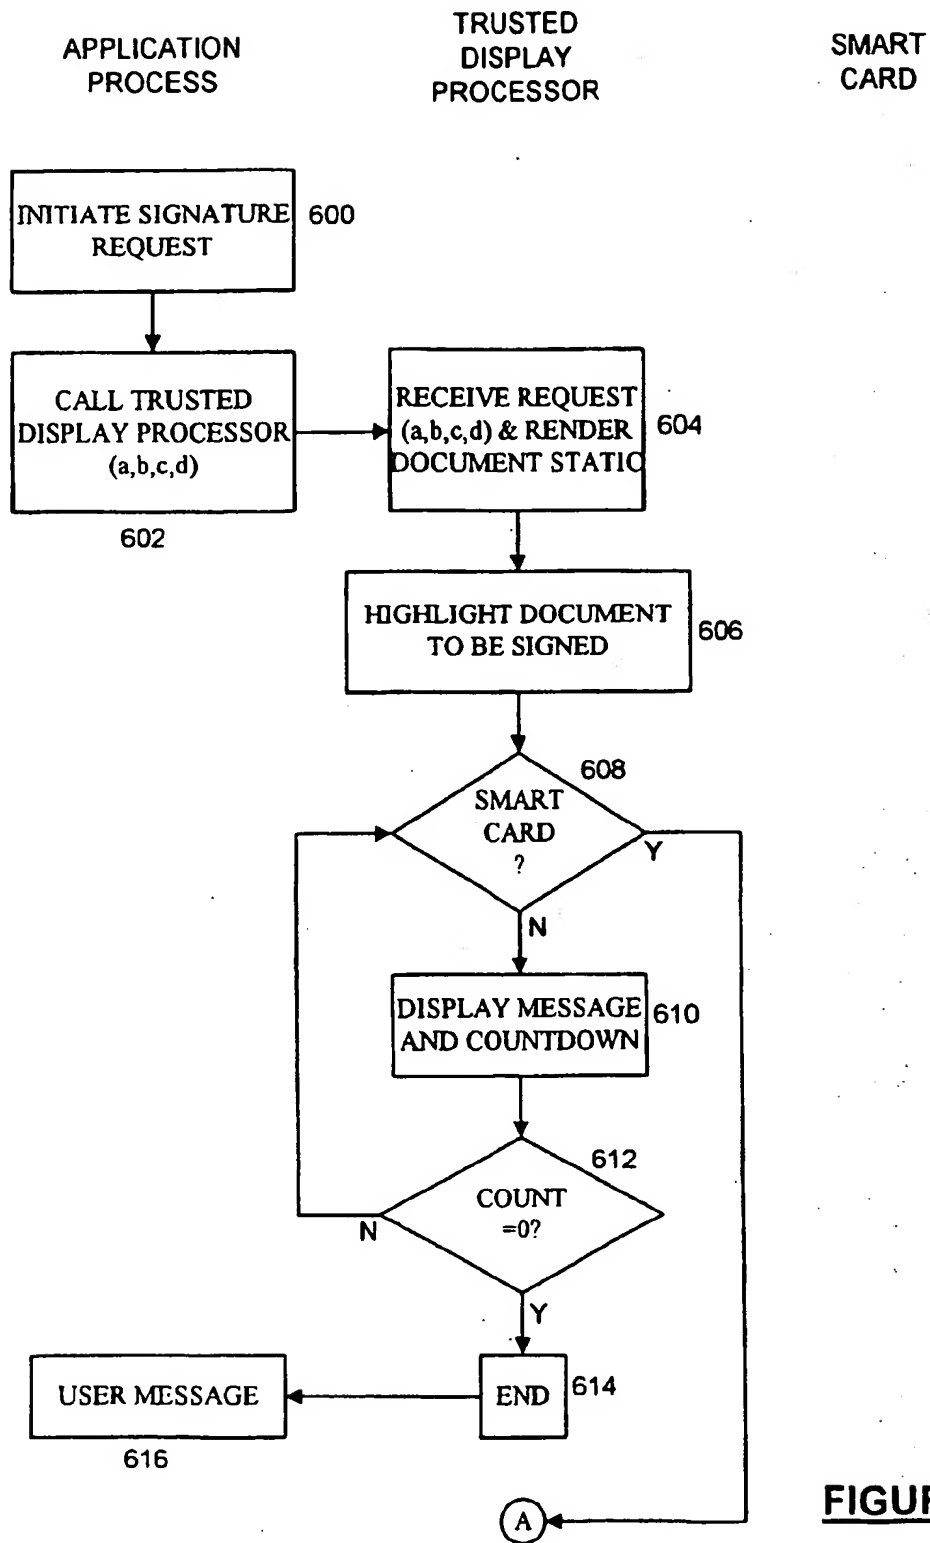 APPLICATION
PROCESS
TRUSTED
DISPLAY
PROCESSOR
SMART
CARD
INITIATE SIGNATURE
REQUEST
600
CALL TRUSTED
DISPLAY PROCESSOR
(a,b,c,d)
602
RECEIVE REQUEST
(a,b,c,d) & RENDER
DOCUMENT STATIC
604
HIGHLIGHT DOCUMENT
TO BE SIGNED
606
608
SMART
CARD
?
Y
N
DISPLAY MESSAGE
AND COUNTDOWN
610
612
COUNT
=0?
N
Y
USER MESSAGE
616
END
614
A